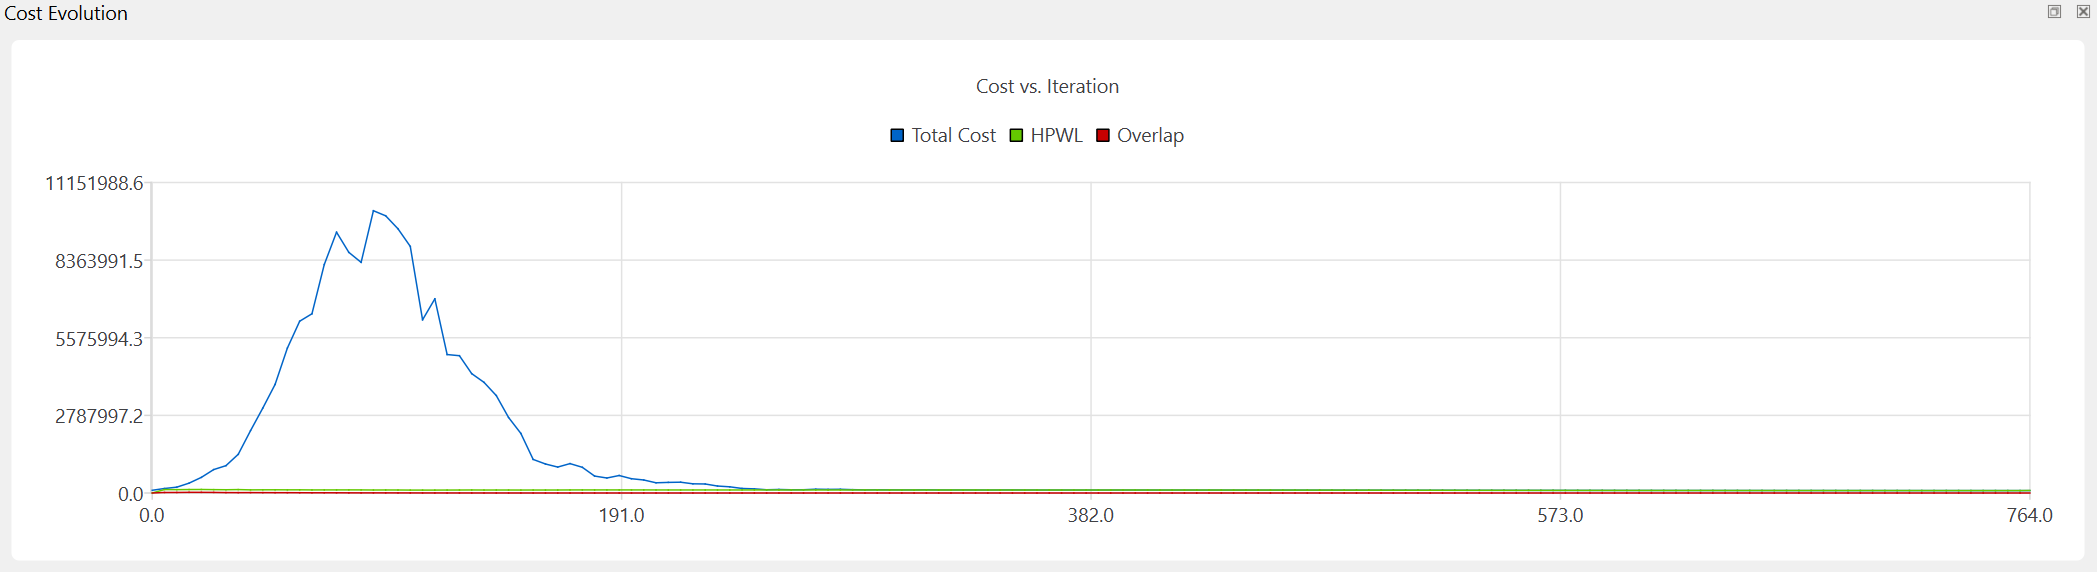 Cost Evolution
Cost vs. Iteration
Total Cost HPWL Overlap
11151988.6
8363991.5
5575994.3
2787997.2
0.0
0.0 191.0 382.0 573.0 764.0